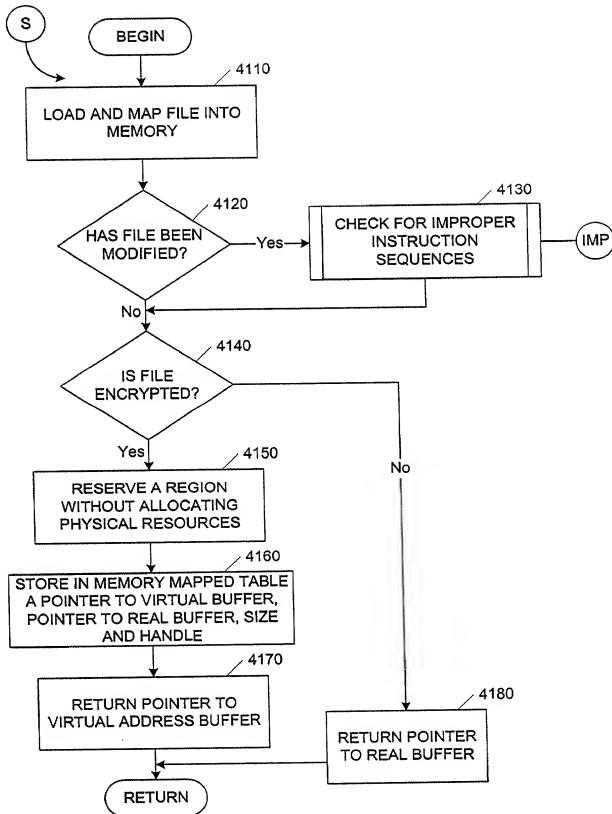 S
BEGIN
4110
LOAD AND MAP FILE INTO
MEMORY
4120
HAS FILE BEEN
MODIFIED?
Yes
4130
CHECK FOR IMPROPER
INSTRUCTION
SEQUENCES
IMP
No
4140
IS FILE
ENCRYPTED?
Yes
No
4150
RESERVE A REGION
WITHOUT ALLOCATING
PHYSICAL RESOURCES
4160
STORE IN MEMORY MAPPED TABLE
A POINTER TO VIRTUAL BUFFER,
POINTER TO REAL BUFFER, SIZE
AND HANDLE
4170
RETURN POINTER TO
VIRTUAL ADDRESS BUFFER
4180
RETURN POINTER
TO REAL BUFFER
RETURN